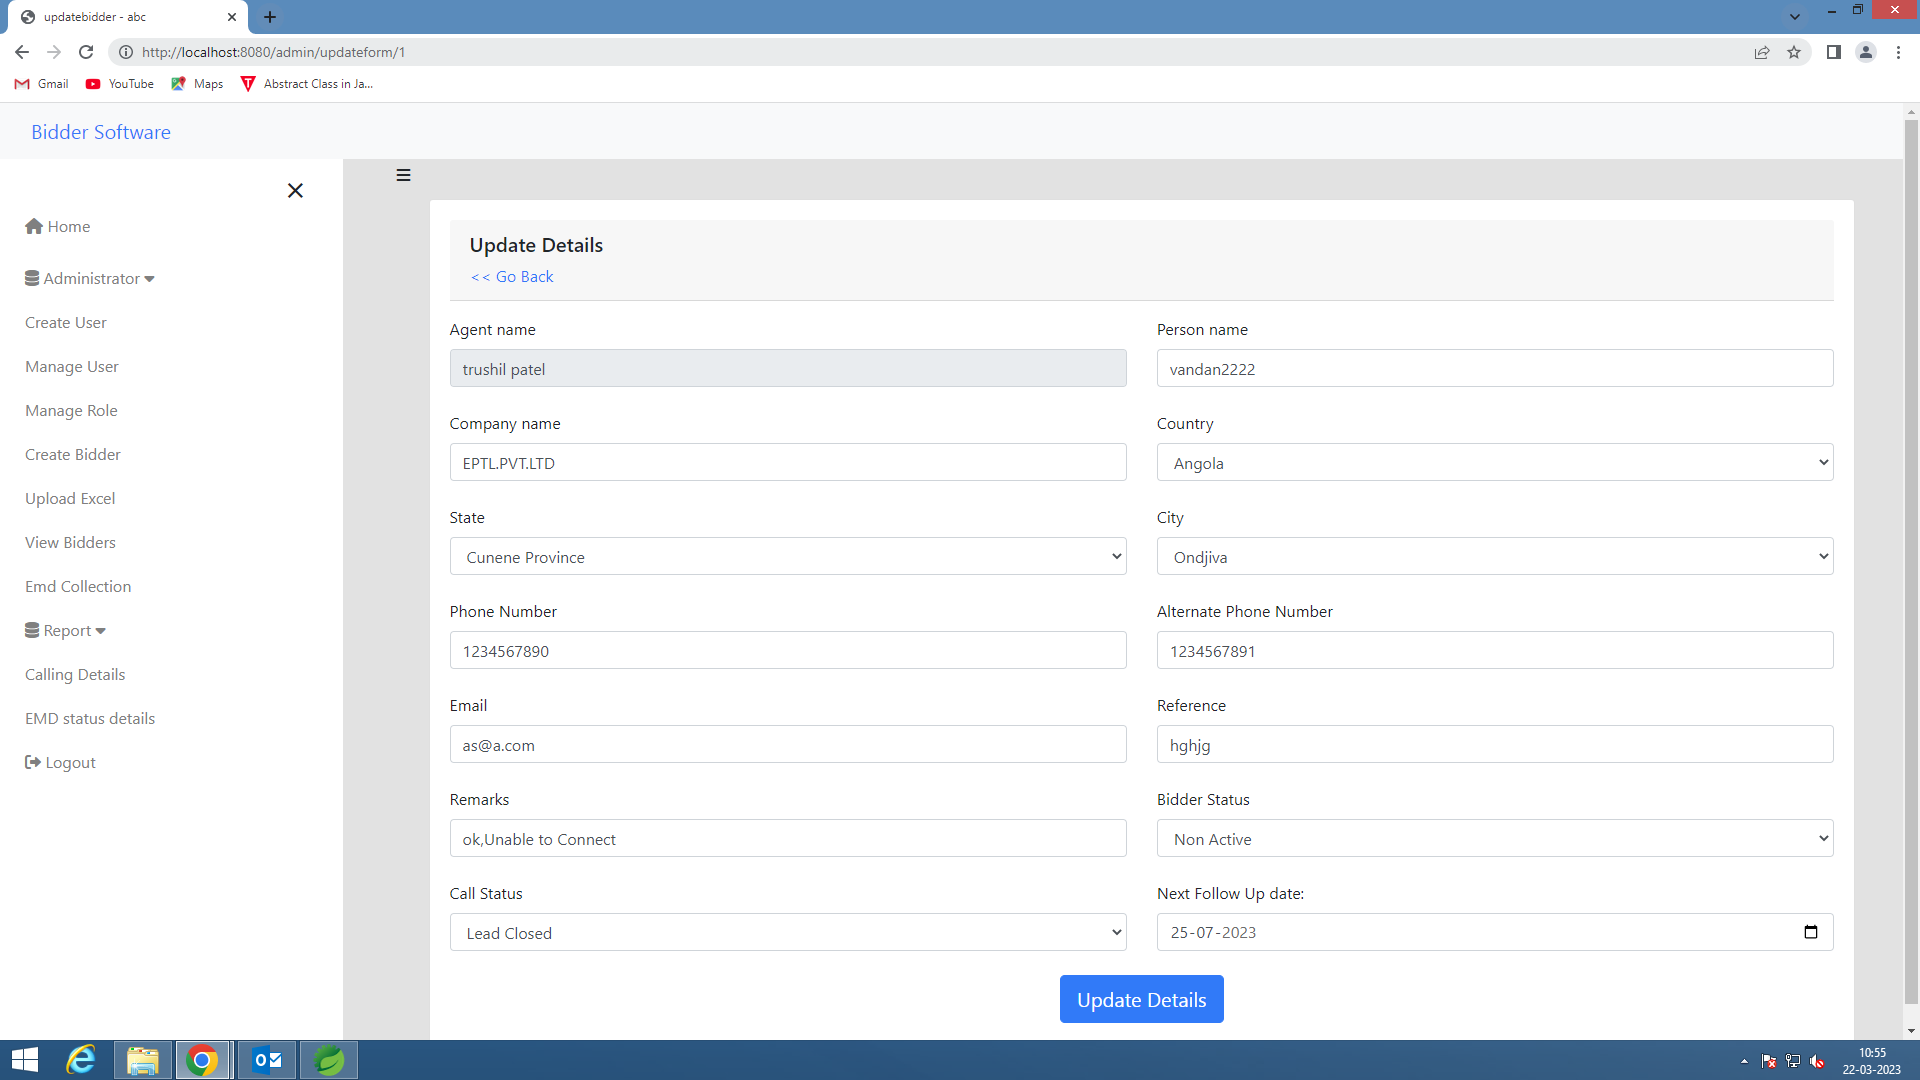 updatebidder - abc
http://localhost:8080/admin/updateform/1
Gmail YouTube Maps Abstract Class in Ja...
Bidder Software
Home
Administrator
Create User
Manage User
Manage Role
Create Bidder
Upload Excel
View Bidders
Emd Collection
Report
Calling Details
EMD status details
Logout
Update Details
<< Go Back
Agent name
trushil patel
Person name
vandan2222
Company name
EPTL.PVT.LTD
Country
Angola
State
Cunene Province
City
Ondjiva
Phone Number
1234567890
Alternate Phone Number
1234567891
Email
as@a.com
Reference
hghjg
Remarks
ok,Unable to Connect
Bidder Status
Non Active
Call Status
Lead Closed
Next Follow Up date:
25-07-2023
Update Details
10:55
22-03-2023